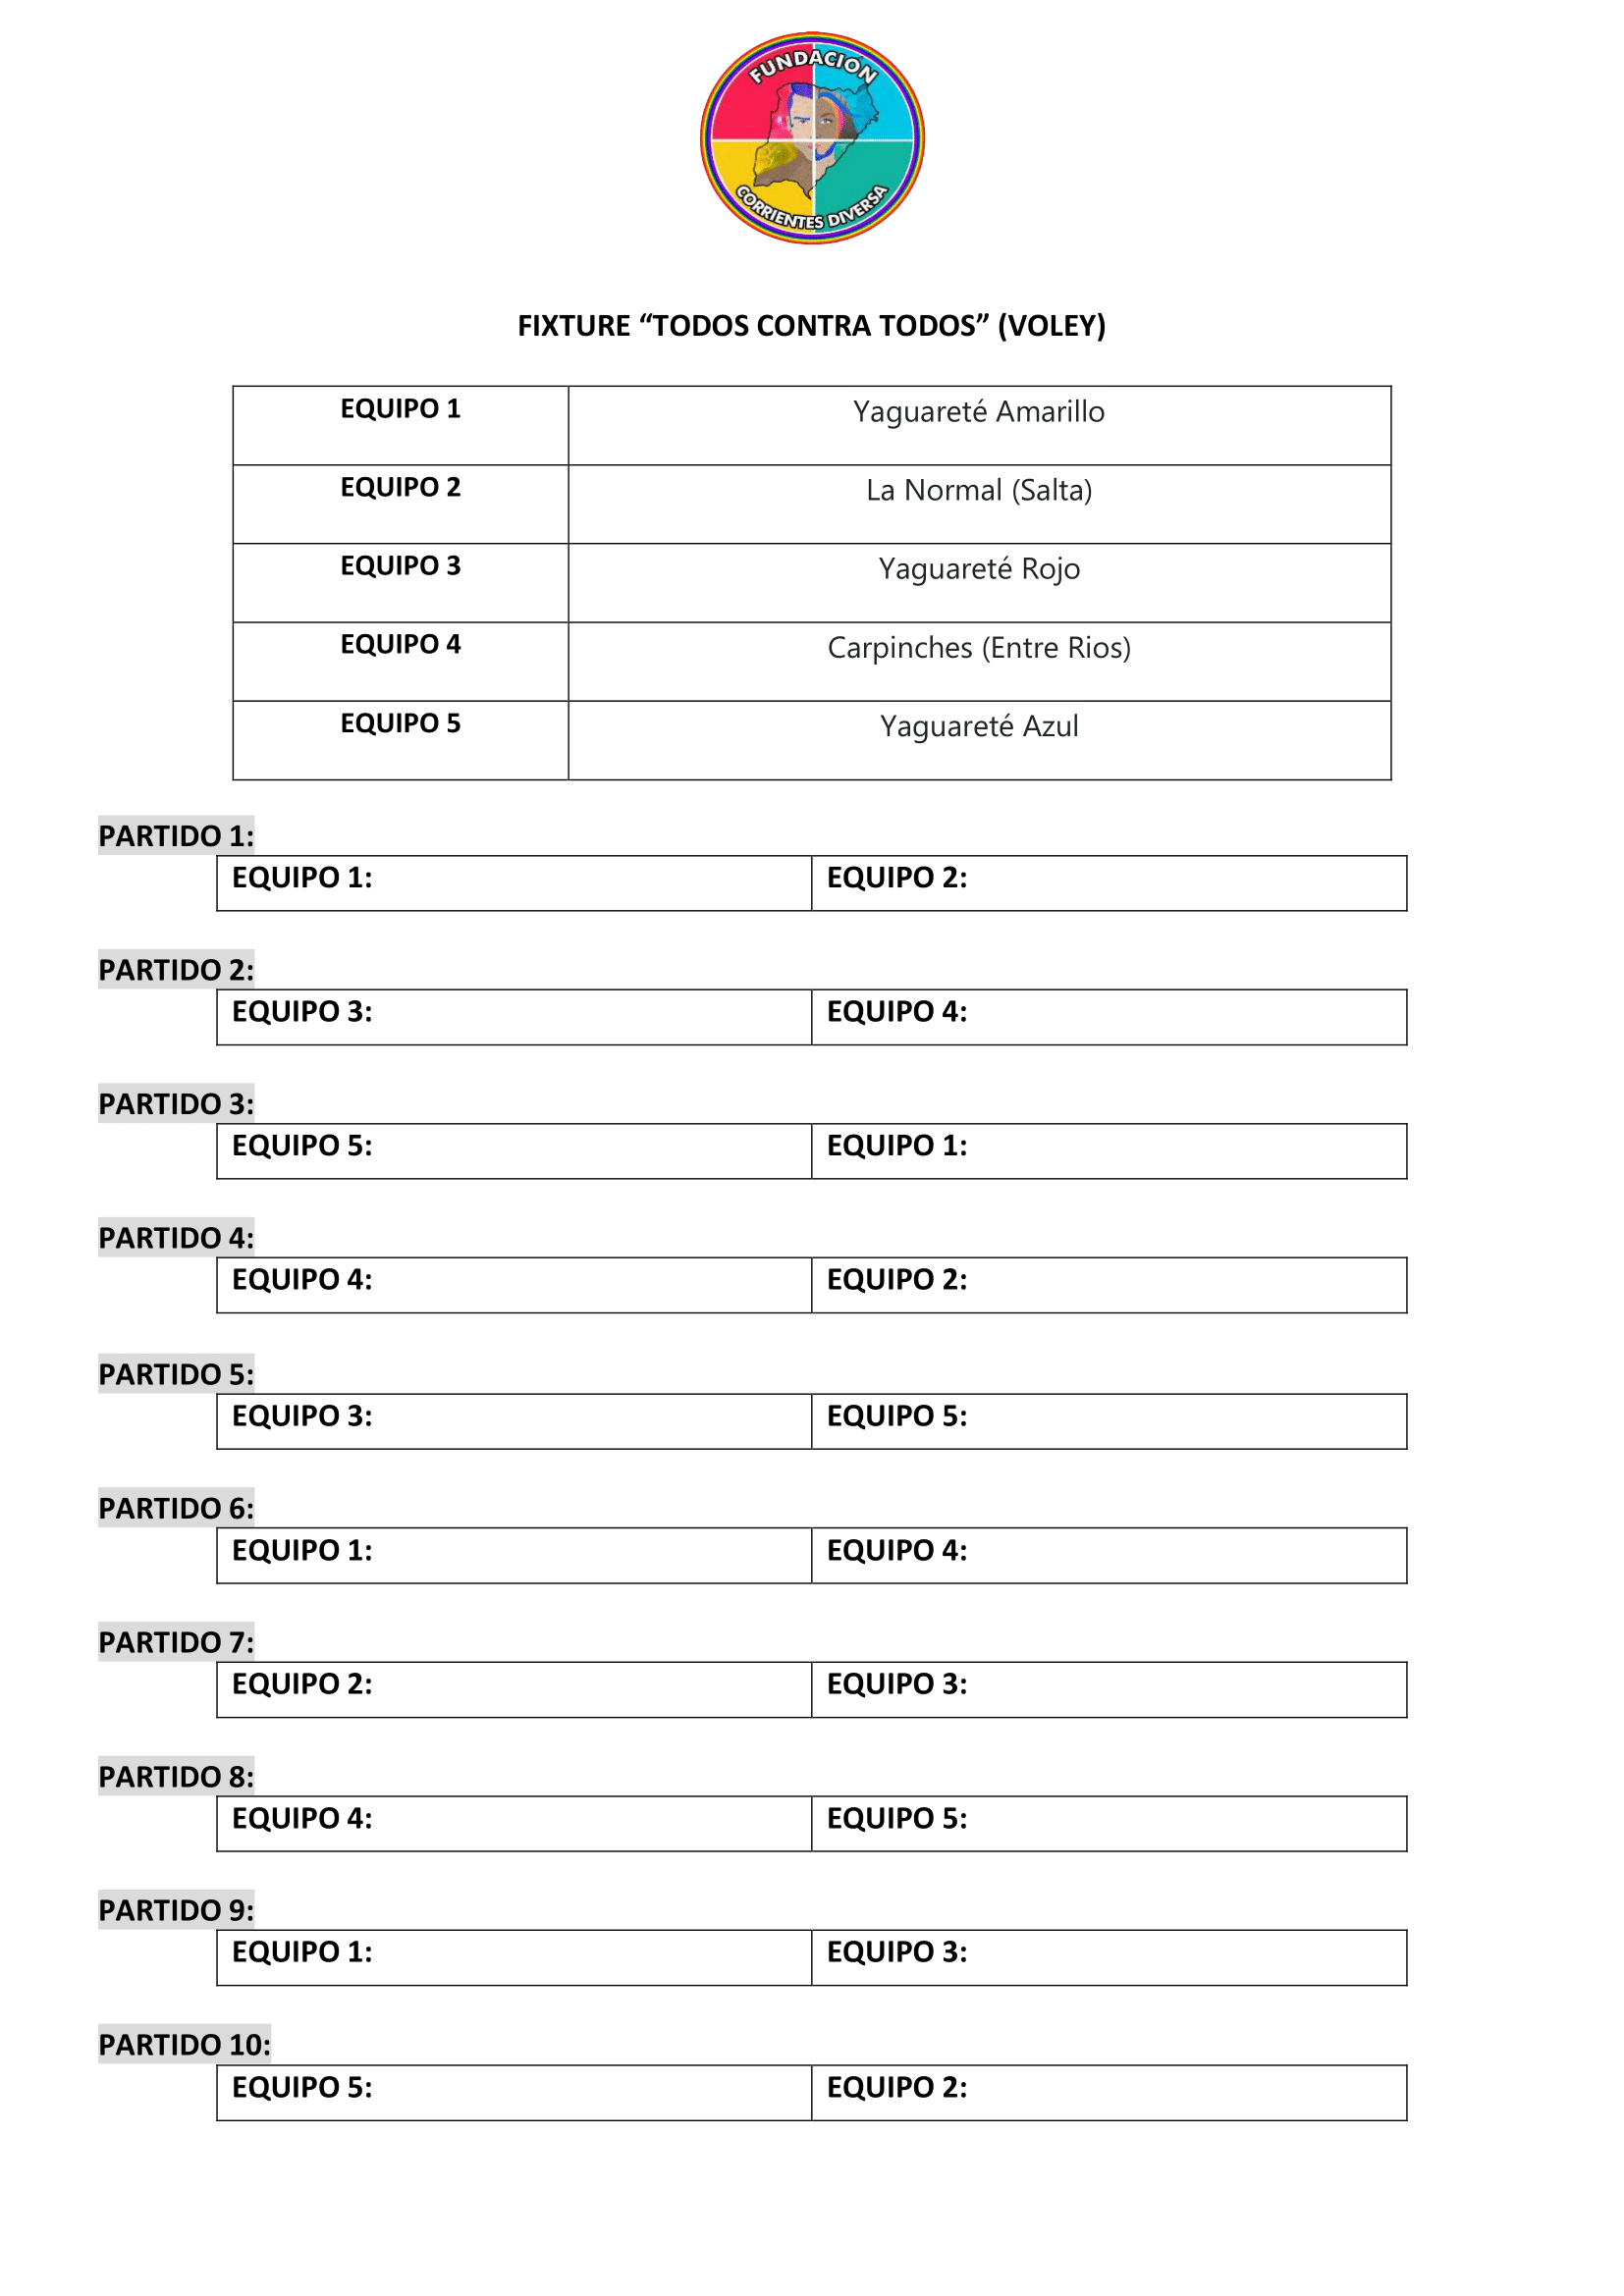 FUNDACIÓN
CORRIENTES DIVERSA
FIXTURE “TODOS CONTRA TODOS” (VOLEY)
EQUIPO 1 Yaguareté Amarillo
EQUIPO 2 La Normal (Salta)
EQUIPO 3 Yaguareté Rojo
EQUIPO 4 Carpinches (Entre Rios)
EQUIPO 5 Yaguareté Azul
PARTIDO 1:
EQUIPO 1: EQUIPO 2:
PARTIDO 2:
EQUIPO 3: EQUIPO 4:
PARTIDO 3:
EQUIPO 5: EQUIPO 1:
PARTIDO 4:
EQUIPO 4: EQUIPO 2:
PARTIDO 5:
EQUIPO 3: EQUIPO 5:
PARTIDO 6:
EQUIPO 1: EQUIPO 4:
PARTIDO 7:
EQUIPO 2: EQUIPO 3:
PARTIDO 8:
EQUIPO 4: EQUIPO 5:
PARTIDO 9:
EQUIPO 1: EQUIPO 3:
PARTIDO 10:
EQUIPO 5: EQUIPO 2: